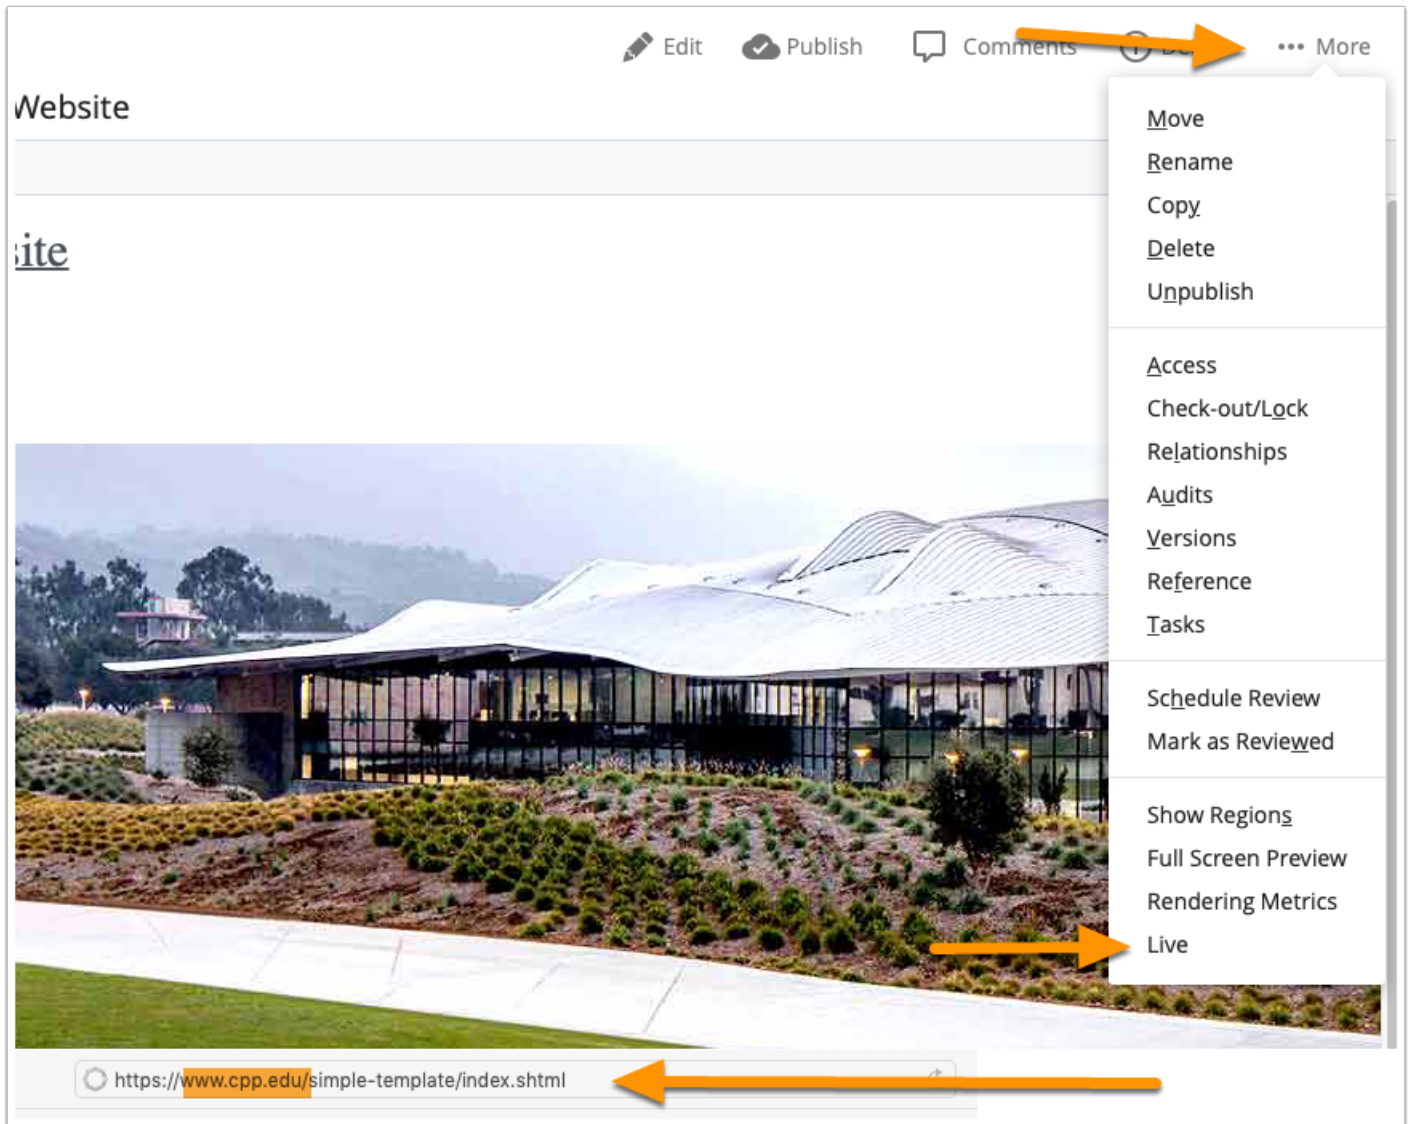 Edit Publish Comments More
Website
site
Move
Rename
Copy
Delete
Unpublish
Access
Check-out/Lock
Relationships
Audits
Versions
Reference
Tasks
Schedule Review
Mark as Reviewed
Show Regions
Full Screen Preview
Rendering Metrics
Live
https://www.cpp.edu/simple-template/index.shtml